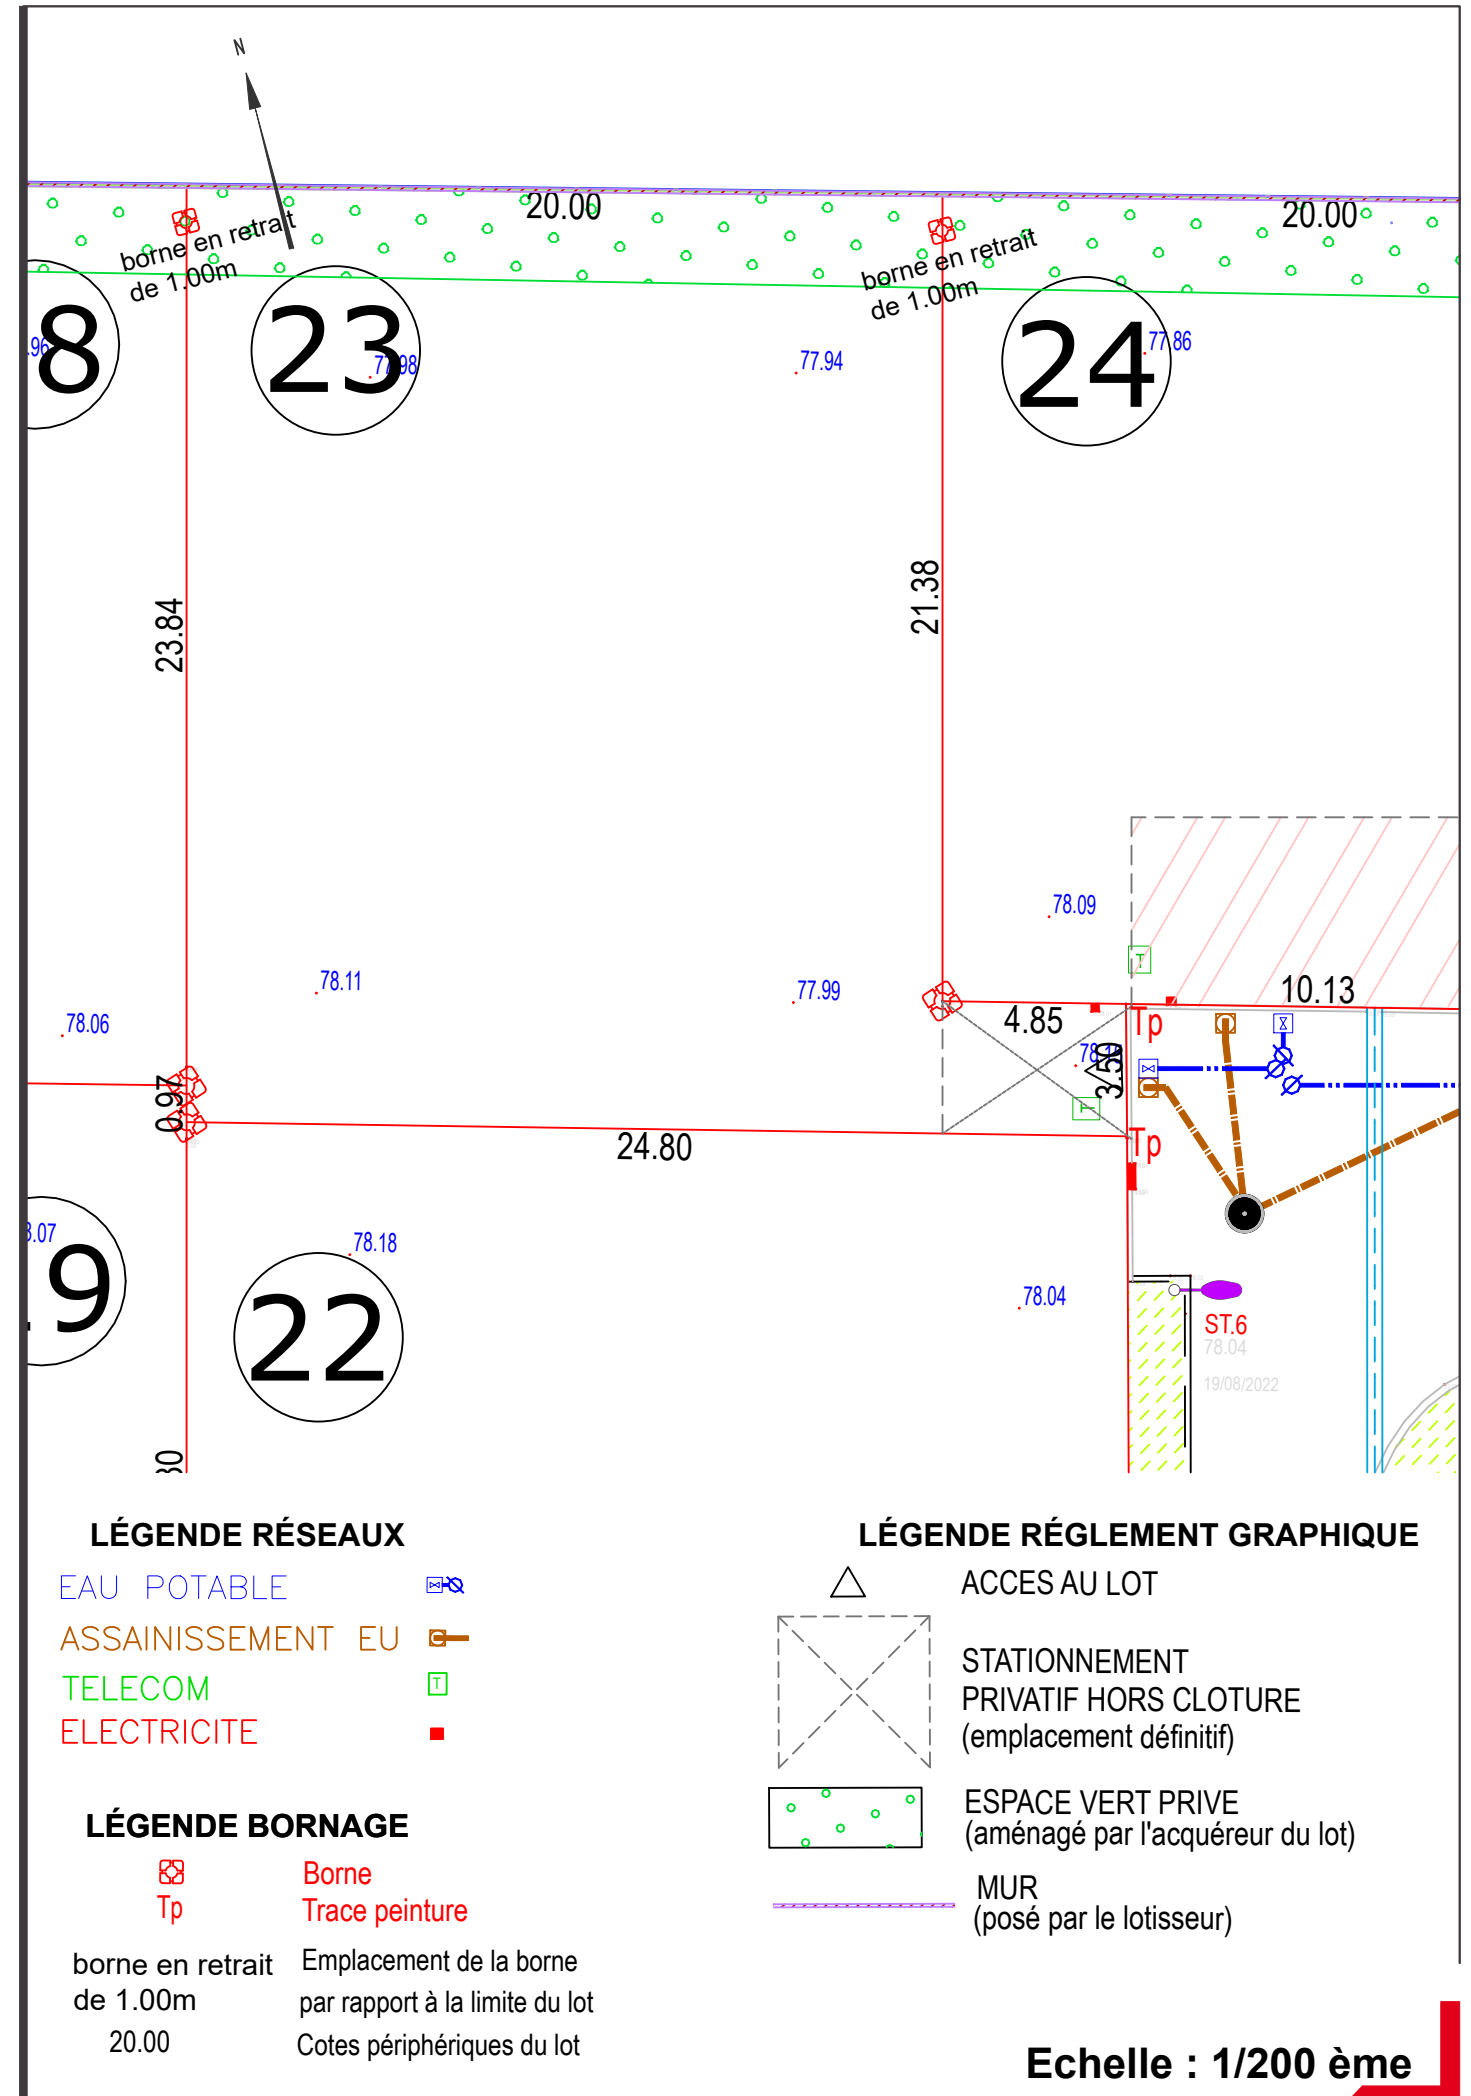 N
20.00
20.00
borne en retrait
de 1.00m
borne en retrait
de 1.00m
8
23
24
.96
77.98
77.94
77.86
23.84
21.38
78.09
78.11
77.99
78.06
10.13
4.85
Tp
T
3.50
T
0.97
Tp
24.80
3.07
78.18
.9
22
78.04
ST.6
78.04
19/08/2022
LÉGENDE RÉSEAUX
EAU POTABLE
ASSAINISSEMENT EU
TELECOM
T
ELECTRICITE
LÉGENDE BORNAGE
Borne
Tp
Trace peinture
borne en retrait
de 1.00m
Emplacement de la borne
par rapport à la limite du lot
20.00
Cotes périphériques du lot
LÉGENDE RÉGLEMENT GRAPHIQUE
ACCES AU LOT
STATIONNEMENT
PRIVATIF HORS CLOTURE
(emplacement définitif)
ESPACE VERT PRIVE
(aménagé par l'acquéreur du lot)
MUR
(posé par le lotisseur)
Echelle : 1/200 ème